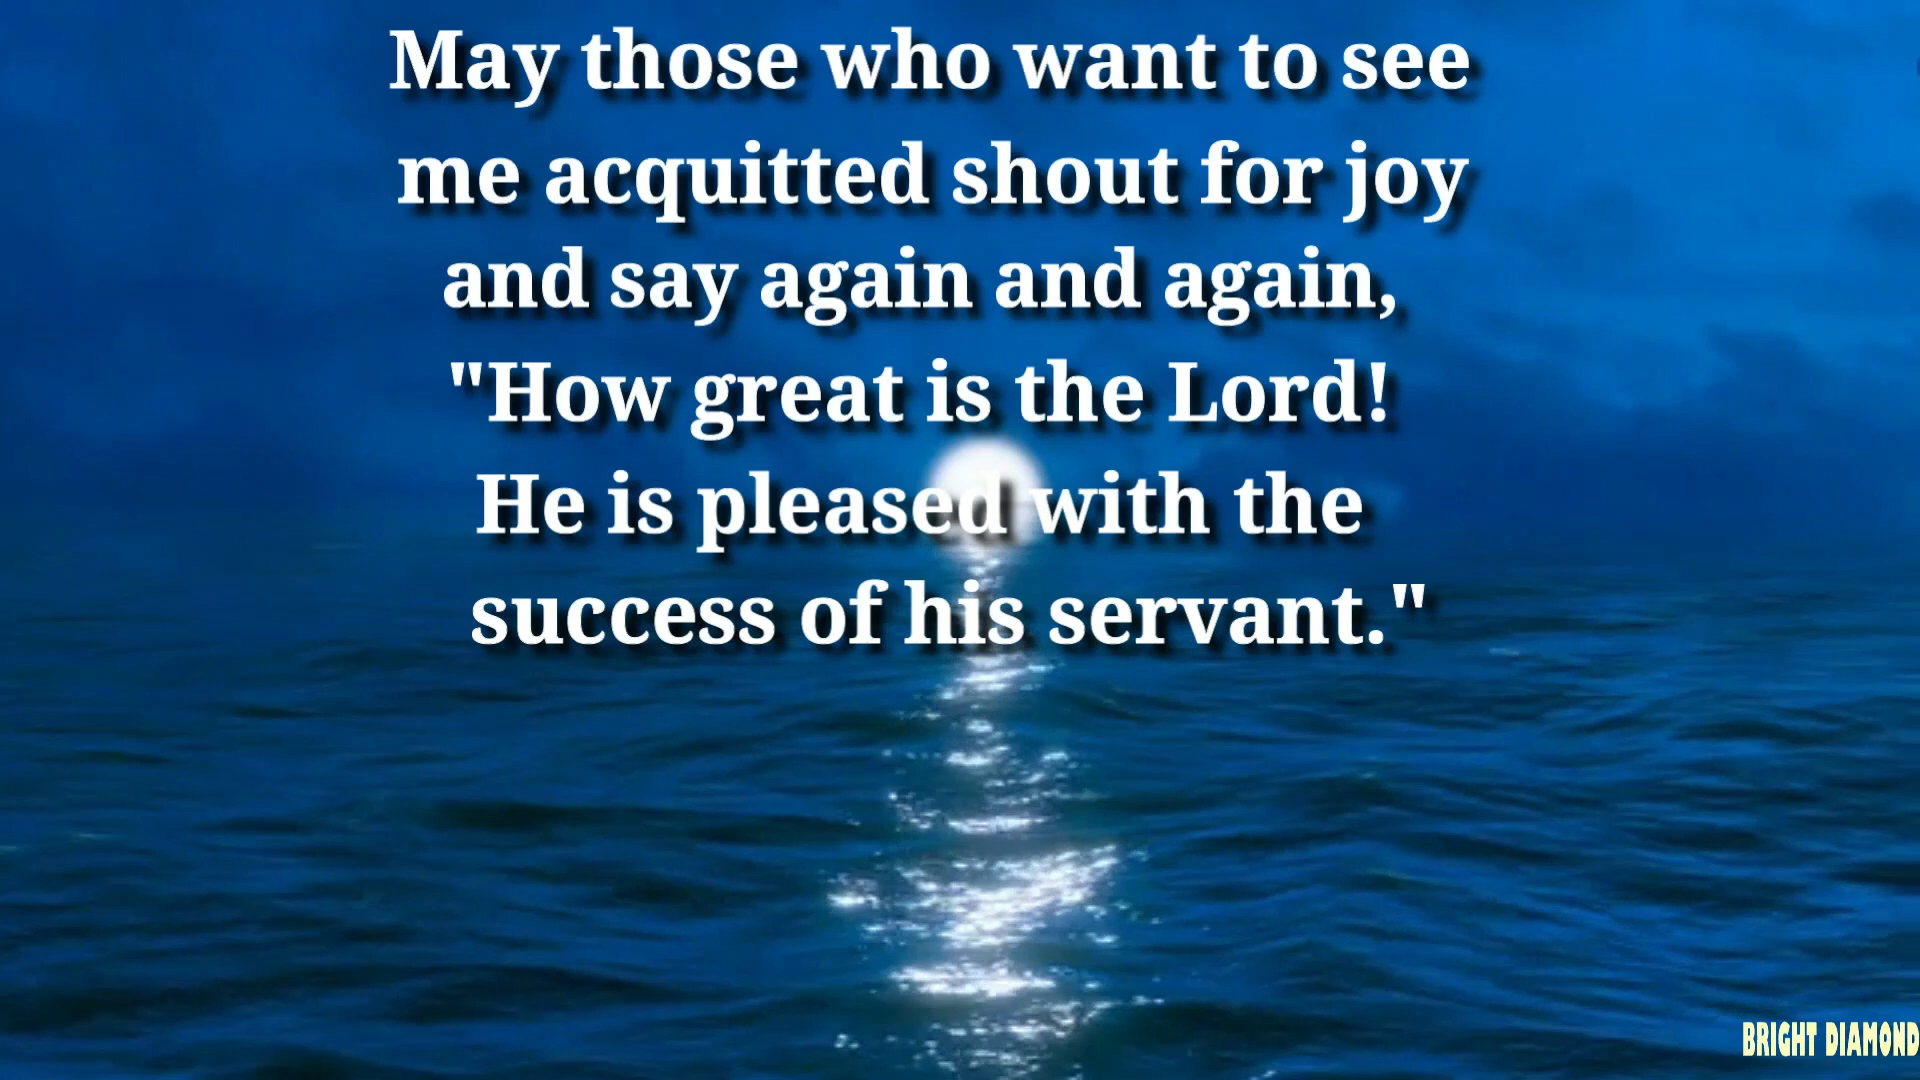 May those who want to see
me acquitted shout for joy
and say again and again,
"How great is the Lord!
He is pleased with the
success of his servant."
BRIGHT DIAMOND